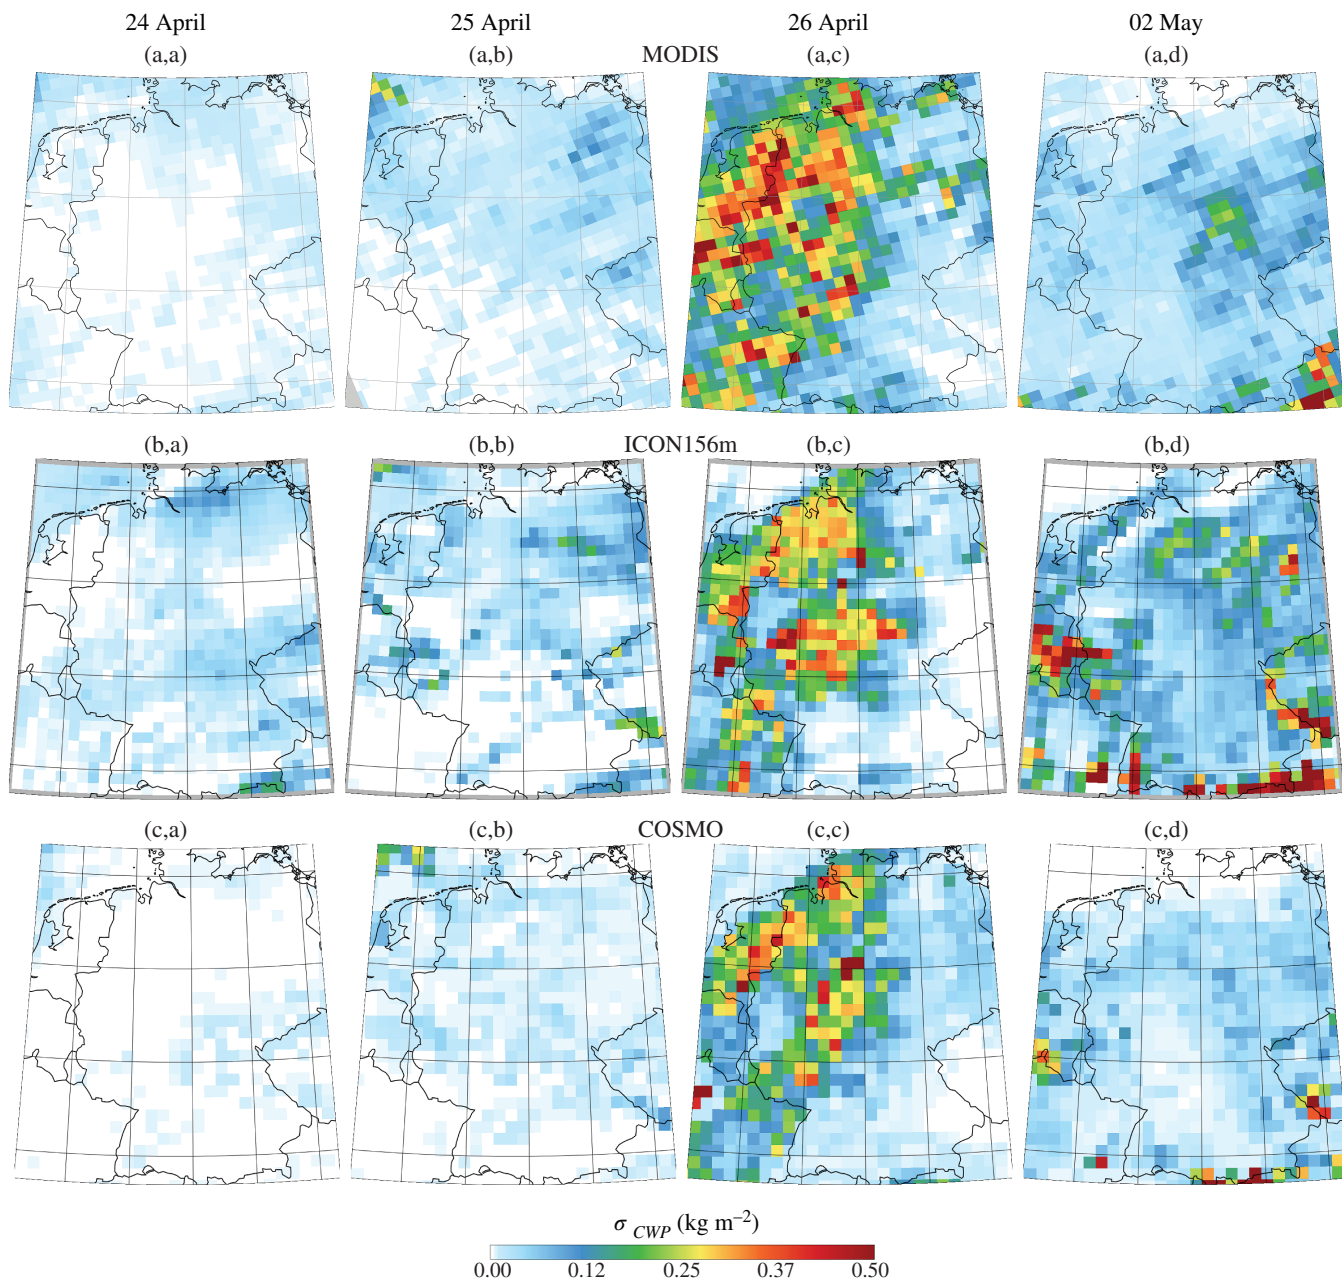 24 April 25 April 26 April 02 May
(a,a) (a,b) MODIS (a,c) (a,d)
(b,a) (b,b) ICON156m (b,c) (b,d)
(c,a) (c,b) COSMO (c,c) (c,d)
σ CWP (kg m⁻²)
0.00 0.12 0.25 0.37 0.50